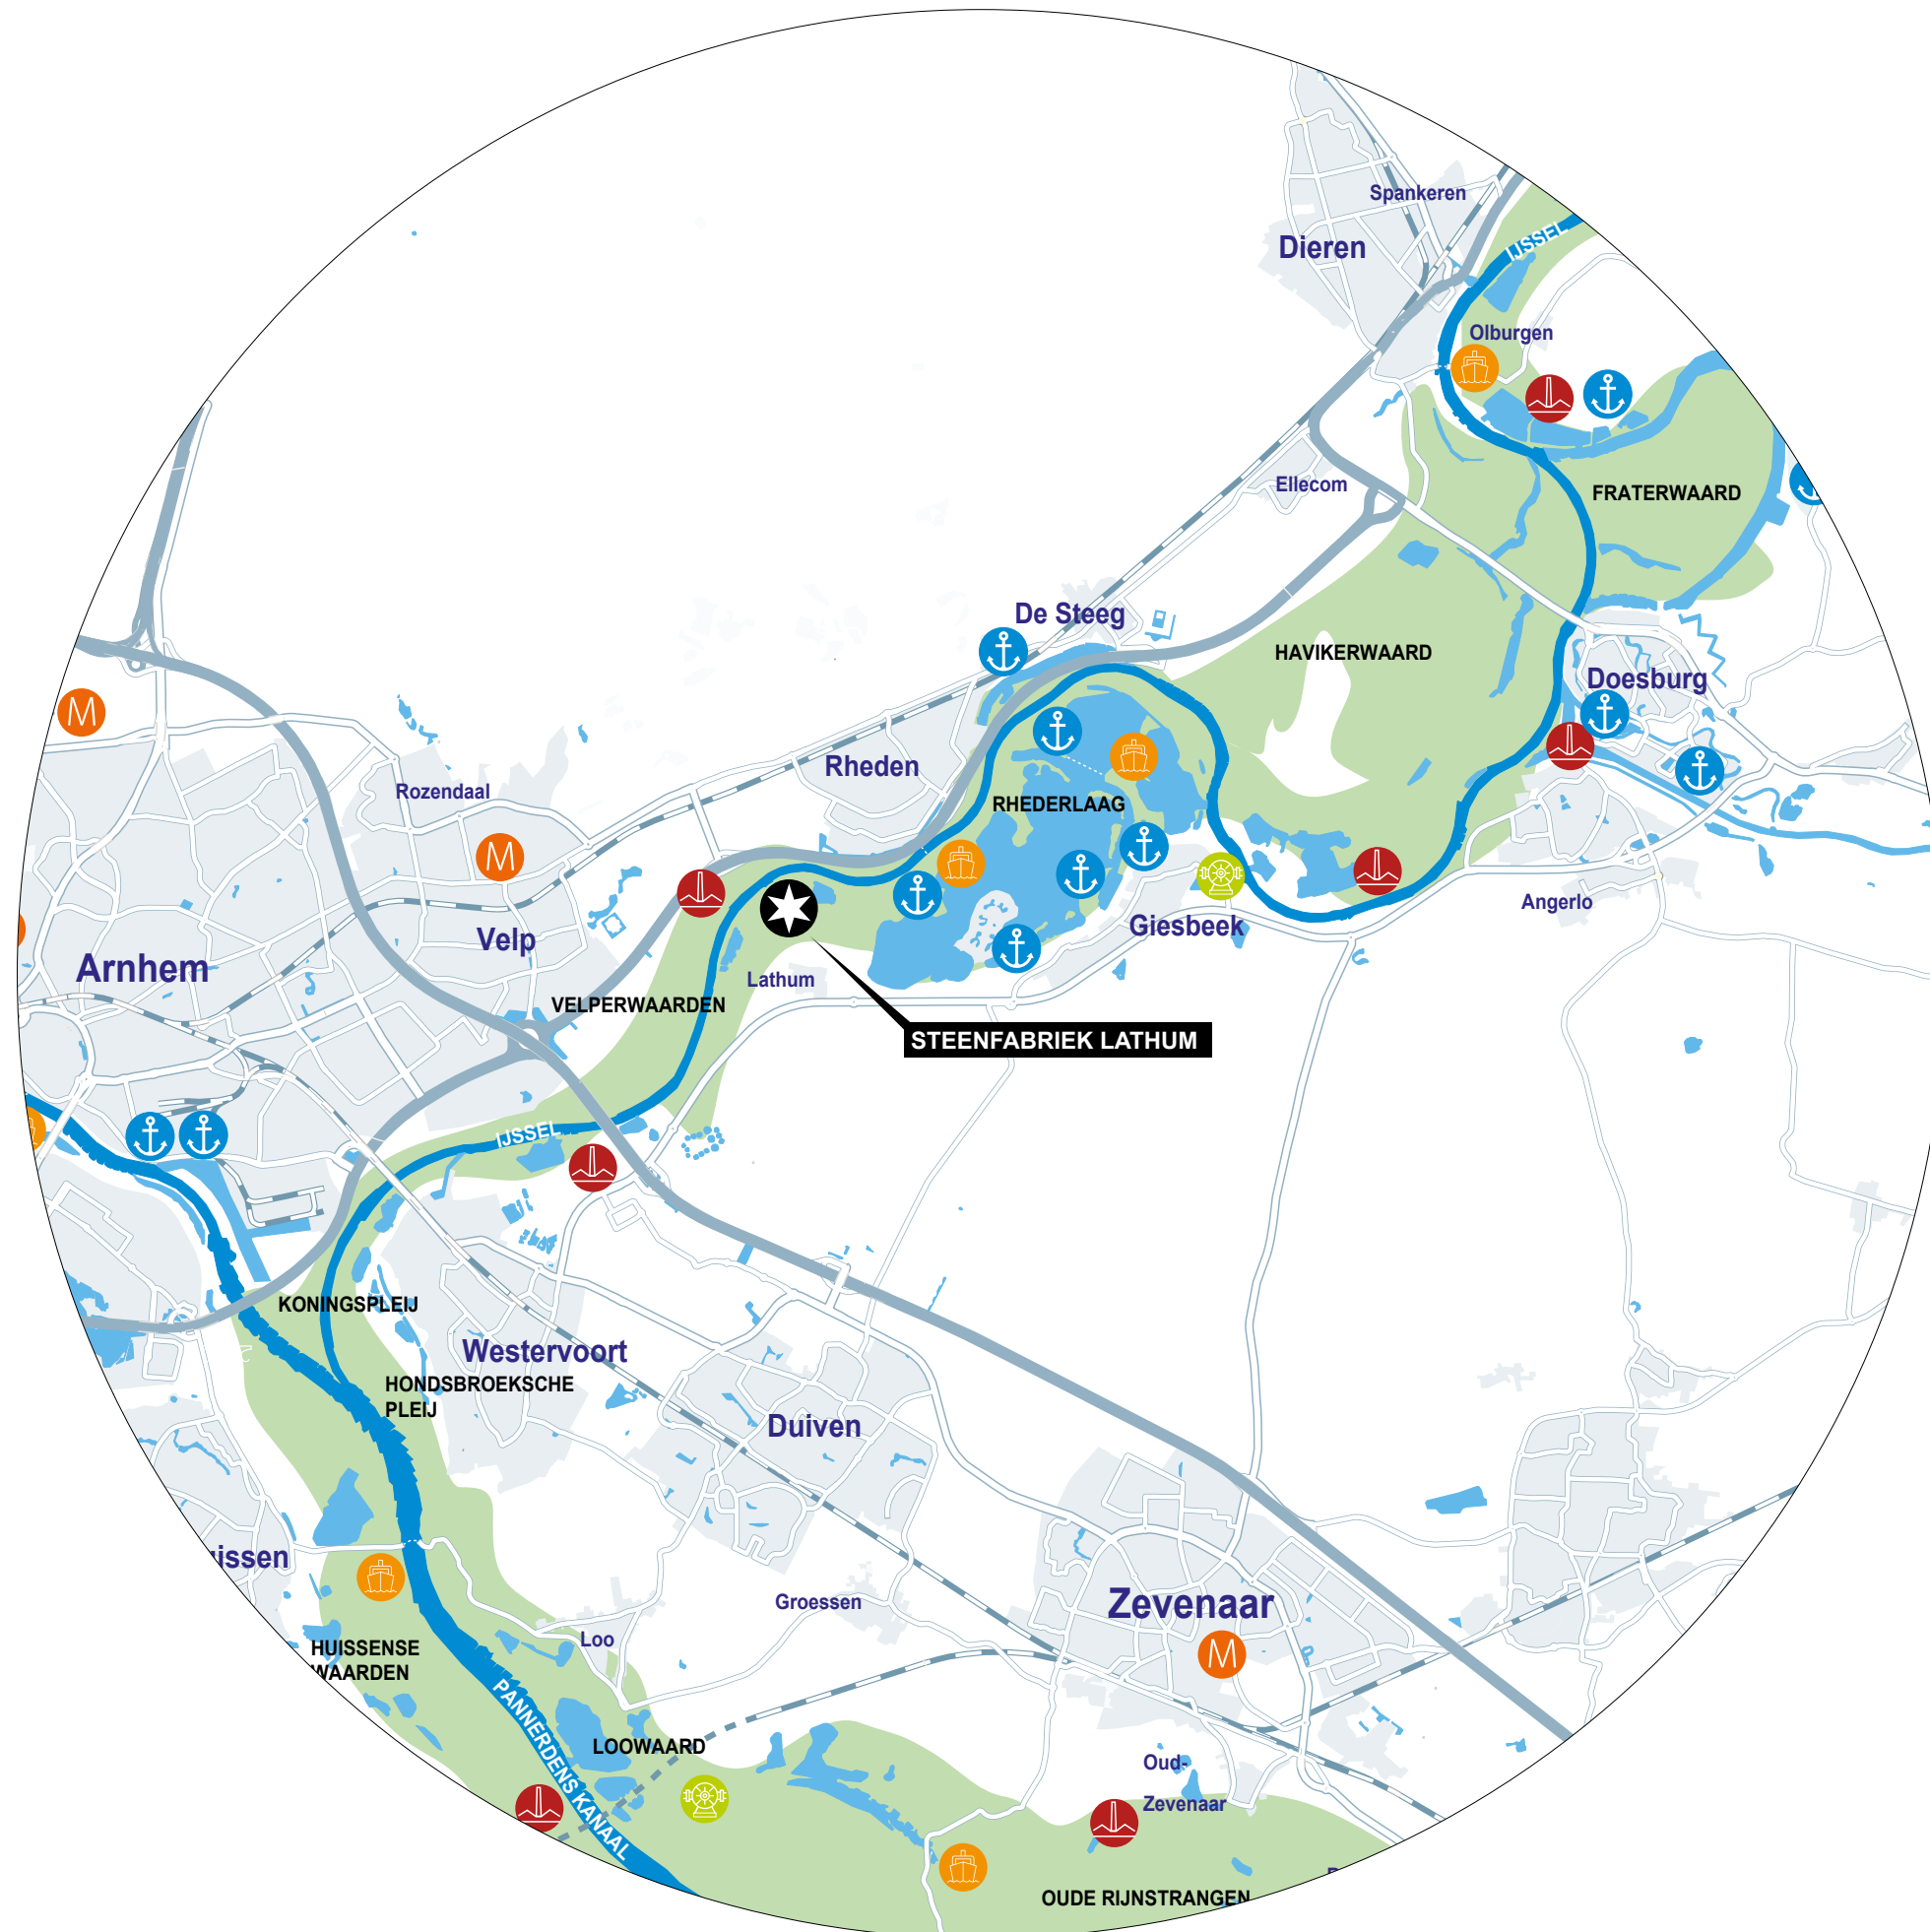 Spankeren
Dieren
IJSSEL
Olburgen
Ellecom
FRATERWAARD
De Steeg
HAVIKERWAARD
Doesburg
M
Rheden
Rozendaal
RHEDERLAAG
M
Angerlo
Giesbeek
Velp
Arnhem
Lathum
VELPERWAARDEN
STEENFABRIEK LATHUM
IJSSEL
KONINGSPLEIJ
Westervoort
HONDSBROEKSCHE
PLEIJ
Duiven
issen
Groessen
Zevenaar
Loo
HUISSENSE
WAARDEN
M
PANNERDENS KANAAL
LOOWAARD
Oud-
Zevenaar
OUDE RIJNSTRANGEN